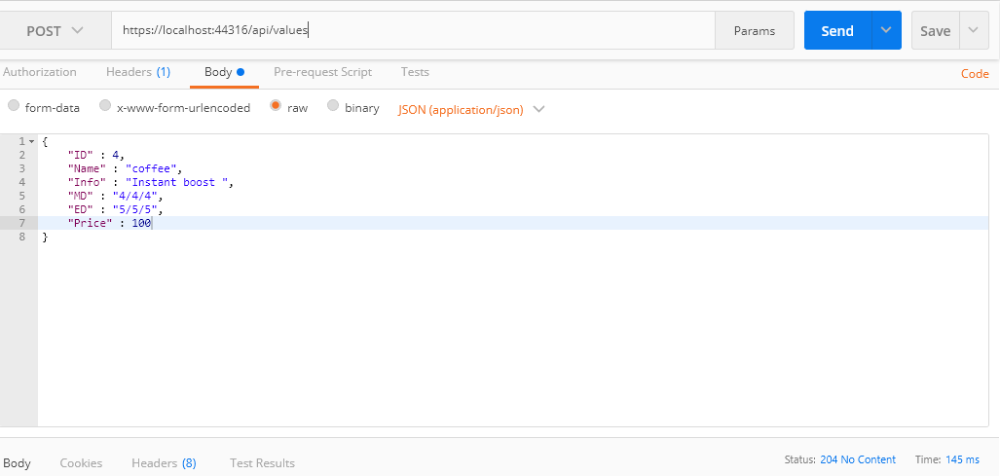 POST https://localhost:44316/api/values Params Send Save
Authorization Headers (1) Body Pre-request Script Tests Code
form-data x-www-form-urlencoded raw binary JSON (application/json)
1 {
2 "ID" : 4,
3 "Name" : "coffee",
4 "Info" : "Instant boost ",
5 "MD" : "4/4/4",
6 "ED" : "5/5/5",
7 "Price" : 100
8 }
Body Cookies Headers (8) Test Results Status: 204 No Content Time: 145 ms